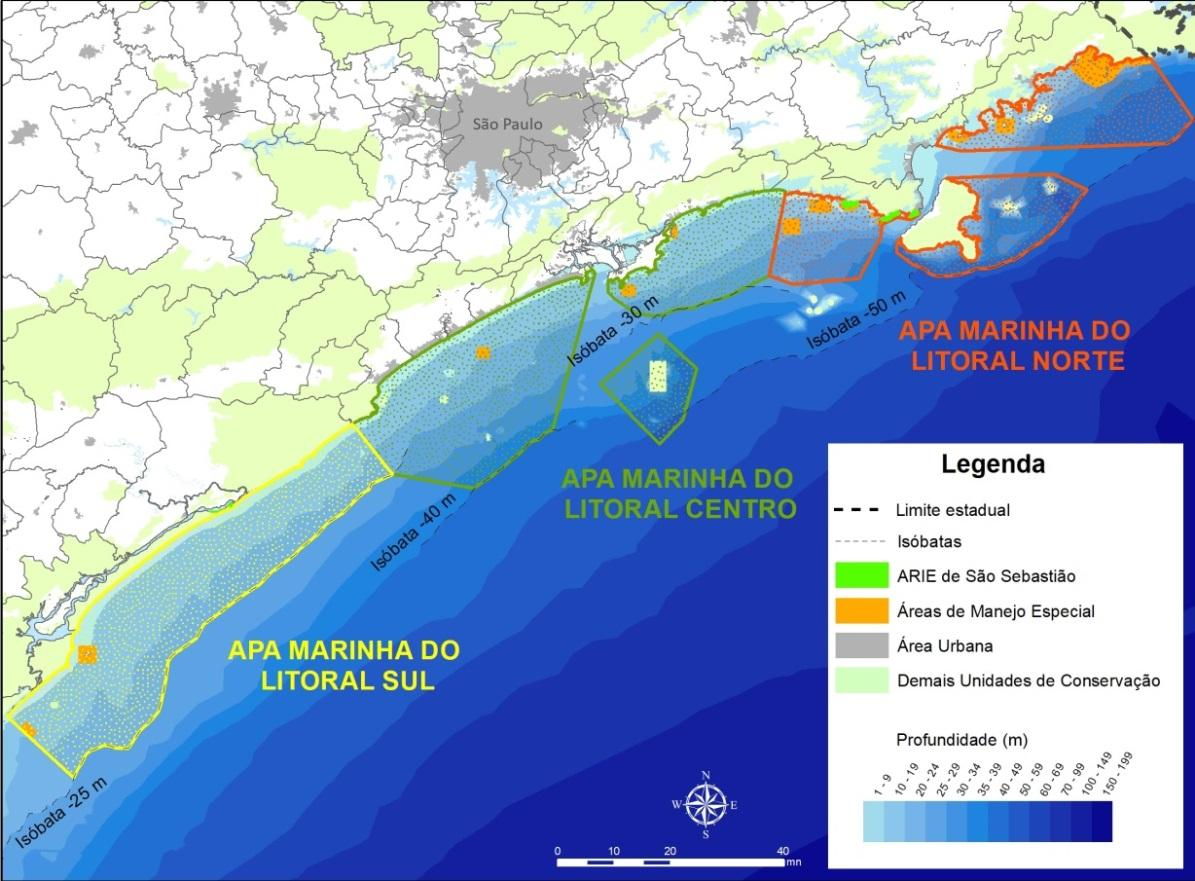 São Paulo
Isóbata -30 m
Isóbata -50 m
APA MARINHA DO
LITORAL NORTE
APA MARINHA DO
LITORAL CENTRO
Isóbata -40 m
APA MARINHA DO
LITORAL SUL
Isóbata -25 m
Legenda
Limite estadual
Isóbatas
ARIE de São Sebastião
Áreas de Manejo Especial
Área Urbana
Demais Unidades de Conservação
Profundidade (m)
1 - 9
10 - 19
20 - 24
25 - 29
30 - 34
35 - 39
40 - 49
50 - 59
60 - 69
70 - 99
100 - 149
150 - 199
N
W E
S
0 10 20 40
mn